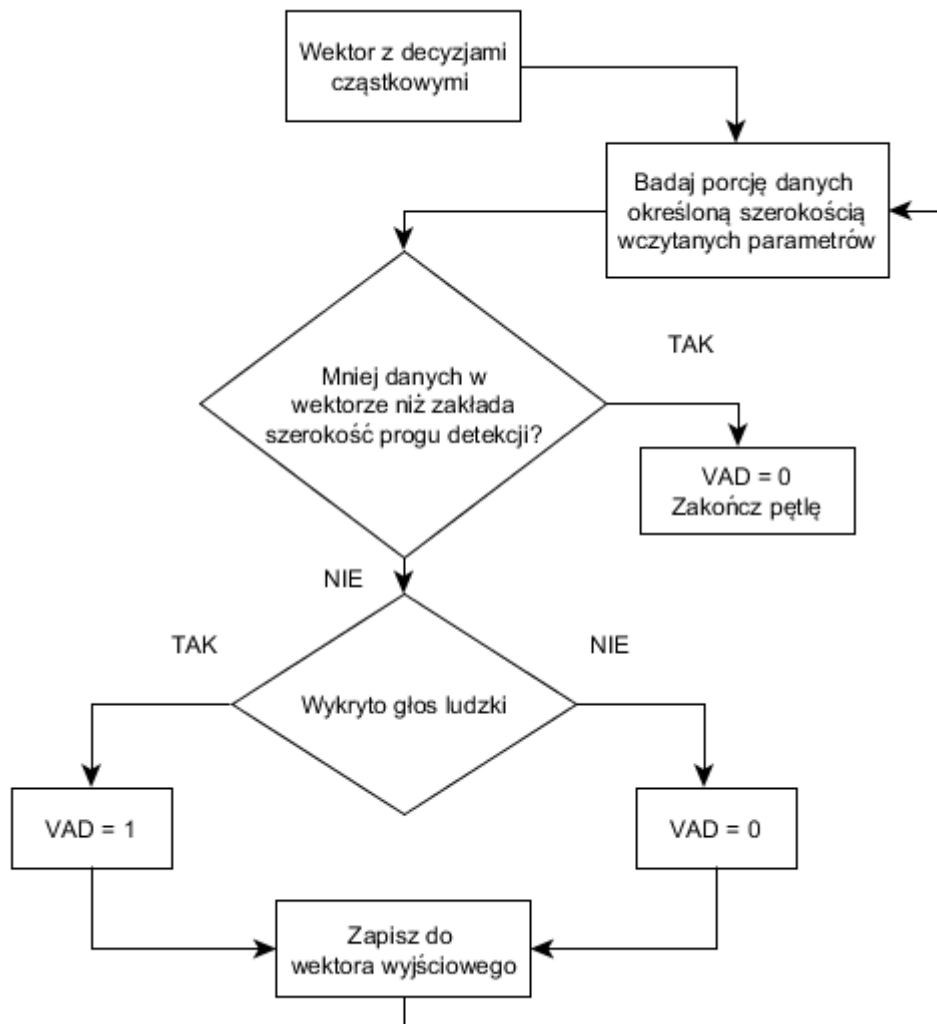 Wektor z decyzjami
cząstkowymi
Badaj porcję danych
określoną szerokością
wczytanych parametrów
TAK
Mniej danych w
wektorze niż zakłada
szerokość progu detekcji?
VAD = 0
Zakończ pętlę
NIE
TAK
NIE
Wykryto głos ludzki
VAD = 1
VAD = 0
Zapisz do
wektora wyjściowego